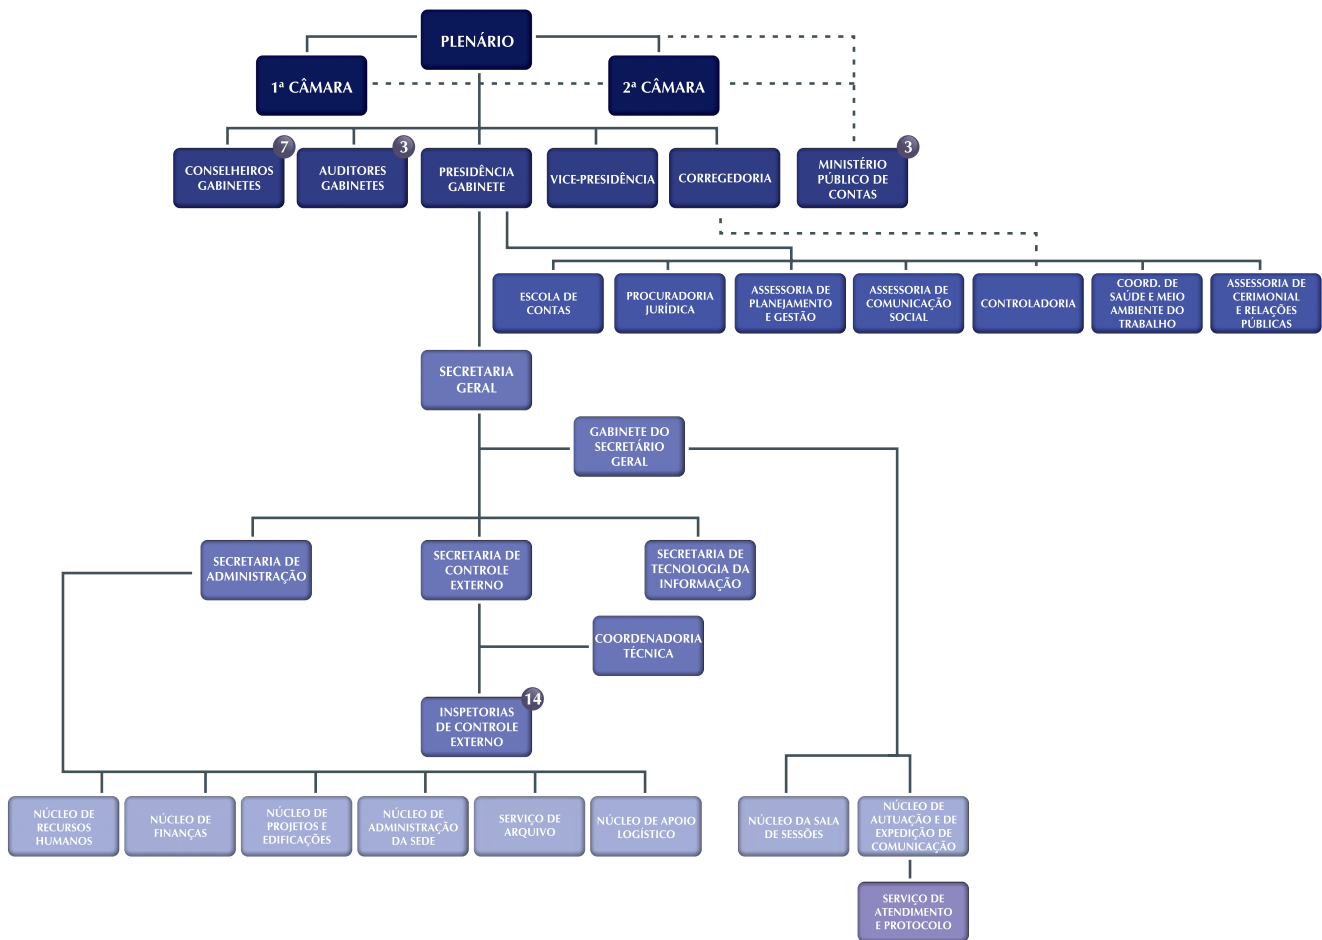 PLENÁRIO
1ª CÂMARA
2ª CÂMARA
CONSELHEIROS
GABINETES
7
AUDITORES
GABINETES
3
PRESIDÊNCIA
GABINETE
VICE-PRESIDÊNCIA
CORREGEDORIA
MINISTÉRIO
PÚBLICO DE
CONTAS
3
ESCOLA DE
CONTAS
PROCURADORIA
JURÍDICA
ASSESSORIA DE
PLANEJAMENTO
E GESTÃO
ASSESSORIA DE
COMUNICAÇÃO
SOCIAL
CONTROLADORIA
COORD. DE
SAÚDE E MEIO
AMBIENTE DO
TRABALHO
ASSESSORIA DE
CERIMONIAL
E RELAÇÕES
PÚBLICAS
SECRETARIA
GERAL
GABINETE DO
SECRETÁRIO
GERAL
SECRETARIA DE
ADMINISTRAÇÃO
SECRETARIA DE
CONTROLE
EXTERNO
SECRETARIA DE
TECNOLOGIA DA
INFORMAÇÃO
COORDENADORIA
TÉCNICA
INSPETORIAS
DE CONTROLE
EXTERNO
14
NÚCLEO DE
RECURSOS
HUMANOS
NÚCLEO DE
FINANÇAS
NÚCLEO DE
PROJETOS E
EDIFICAÇÕES
NÚCLEO DE
ADMINISTRAÇÃO
DA SEDE
SERVIÇO DE
ARQUIVO
NÚCLEO DE APOIO
LOGÍSTICO
NÚCLEO DA SALA
DE SESSÕES
NÚCLEO DE
AUTUAÇÃO E DE
EXPEDIÇÃO DE
COMUNICAÇÃO
SERVIÇO DE
ATENDIMENTO
E PROTOCOLO